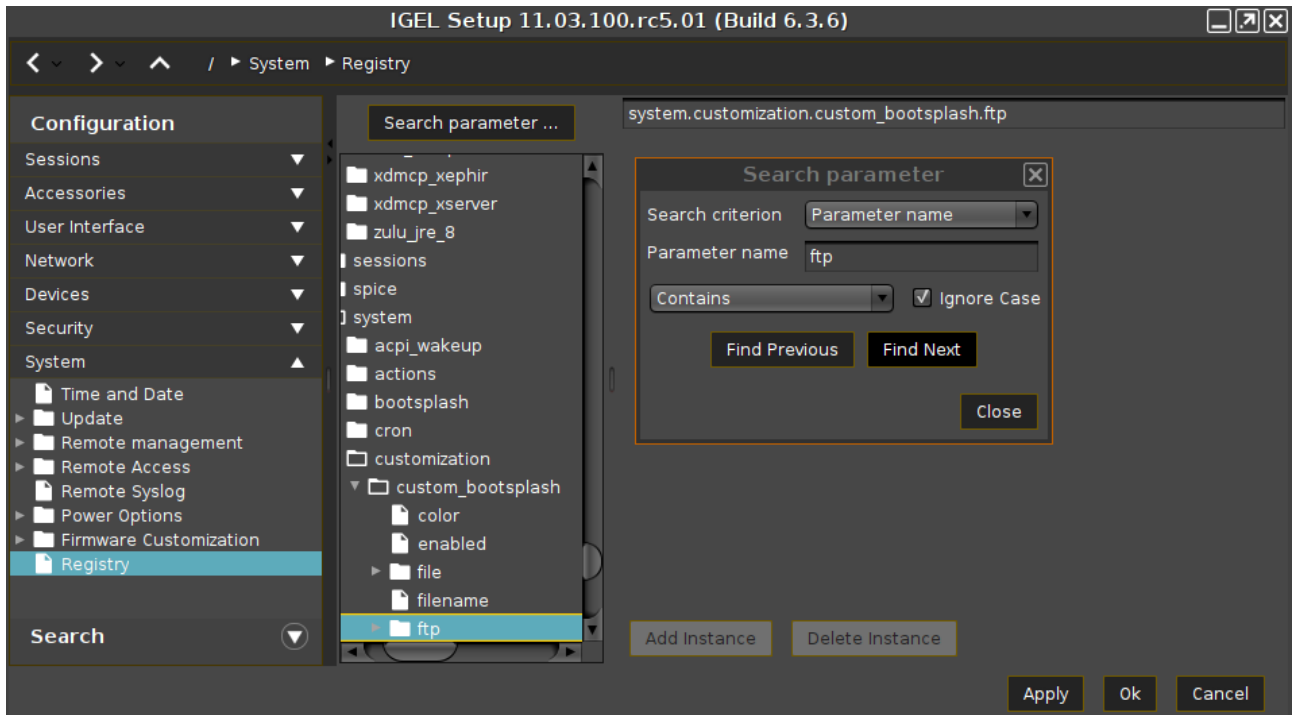 IGEL Setup 11.03.100.rc5.01 (Build 6.3.6)
/ System Registry
Configuration
Sessions
Accessories
User Interface
Network
Devices
Security
System
Time and Date
Update
Remote management
Remote Access
Remote Syslog
Power Options
Firmware Customization
Registry
Search
Search parameter ...
xdmcp_xephir
xdmcp_xserver
zulu_jre_8
sessions
spice
system
acpi_wakeup
actions
bootsplash
cron
customization
custom_bootsplash
color
enabled
file
filename
ftp
system.customization.custom_bootsplash.ftp
Search parameter
Search criterion Parameter name
Parameter name ftp
Contains Ignore Case
Find Previous Find Next
Close
Add Instance Delete Instance
Apply Ok Cancel